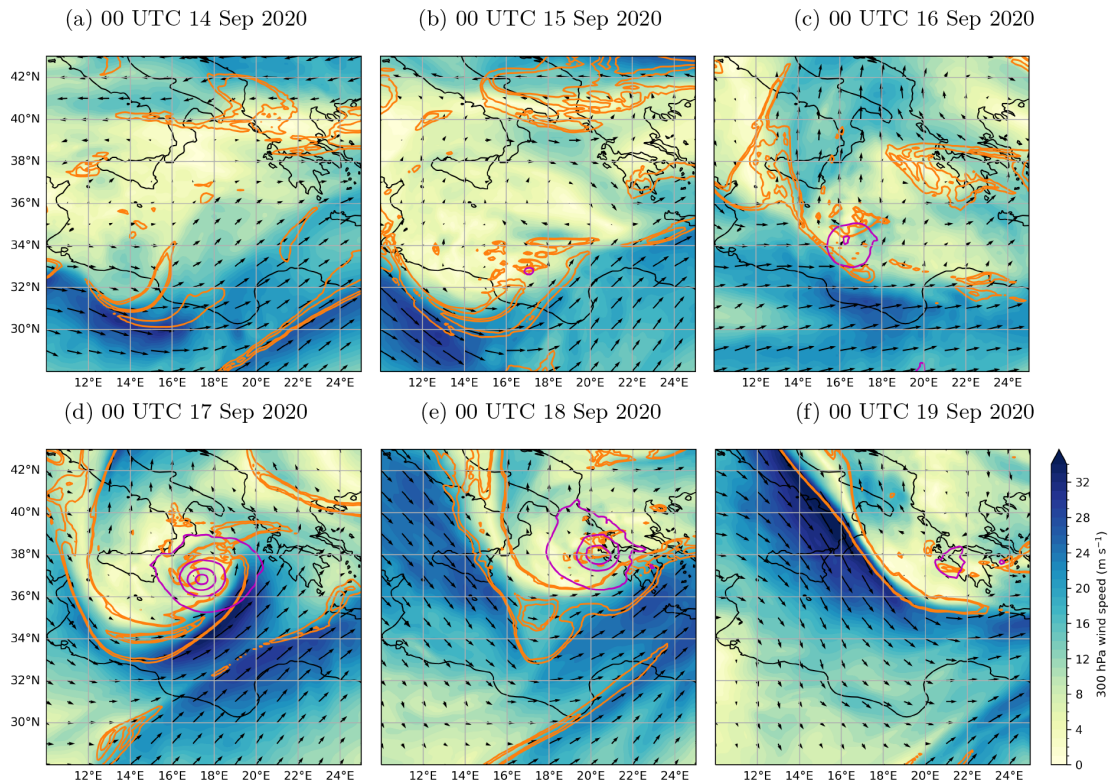 (a) 00 UTC 14 Sep 2020
(b) 00 UTC 15 Sep 2020
(c) 00 UTC 16 Sep 2020
42°N
40°N
38°N
36°N
34°N
32°N
30°N
12°E 14°E 16°E 18°E 20°E 22°E 24°E
12°E 14°E 16°E 18°E 20°E 22°E 24°E
12°E 14°E 16°E 18°E 20°E 22°E 24°E
(d) 00 UTC 17 Sep 2020
(e) 00 UTC 18 Sep 2020
(f) 00 UTC 19 Sep 2020
42°N
40°N
38°N
36°N
34°N
32°N
30°N
12°E 14°E 16°E 18°E 20°E 22°E 24°E
12°E 14°E 16°E 18°E 20°E 22°E 24°E
12°E 14°E 16°E 18°E 20°E 22°E 24°E
32
28
24
20
16
12
8
4
0
300 hPa wind speed (m s⁻¹)